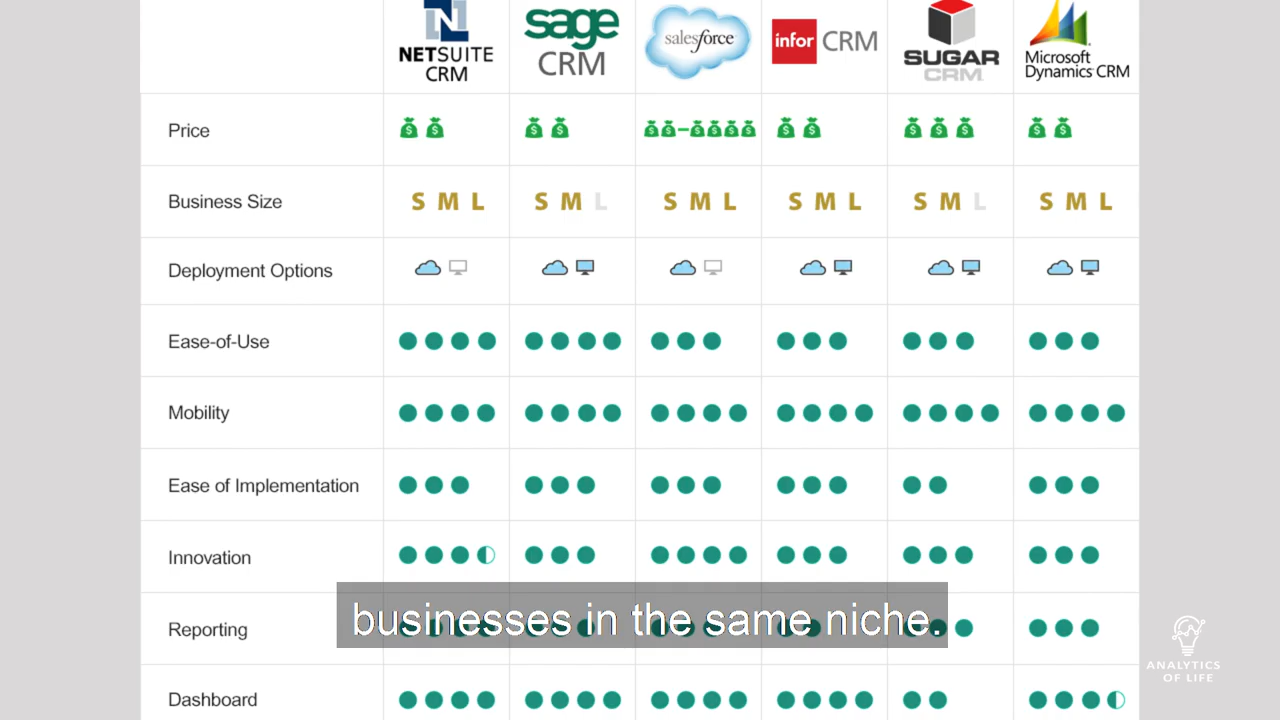 NETSUITE
CRM
sage
CRM
salesforce
infor CRM
SUGAR
CRM
Microsoft
Dynamics CRM
Price
Business Size
S M L
S M L
S M L
S M L
S M L
S M L
Deployment Options
Ease-of-Use
Mobility
Ease of Implementation
Innovation
businesses in the same niche.
Reporting
Dashboard
ANALYTICS
OF LIFE